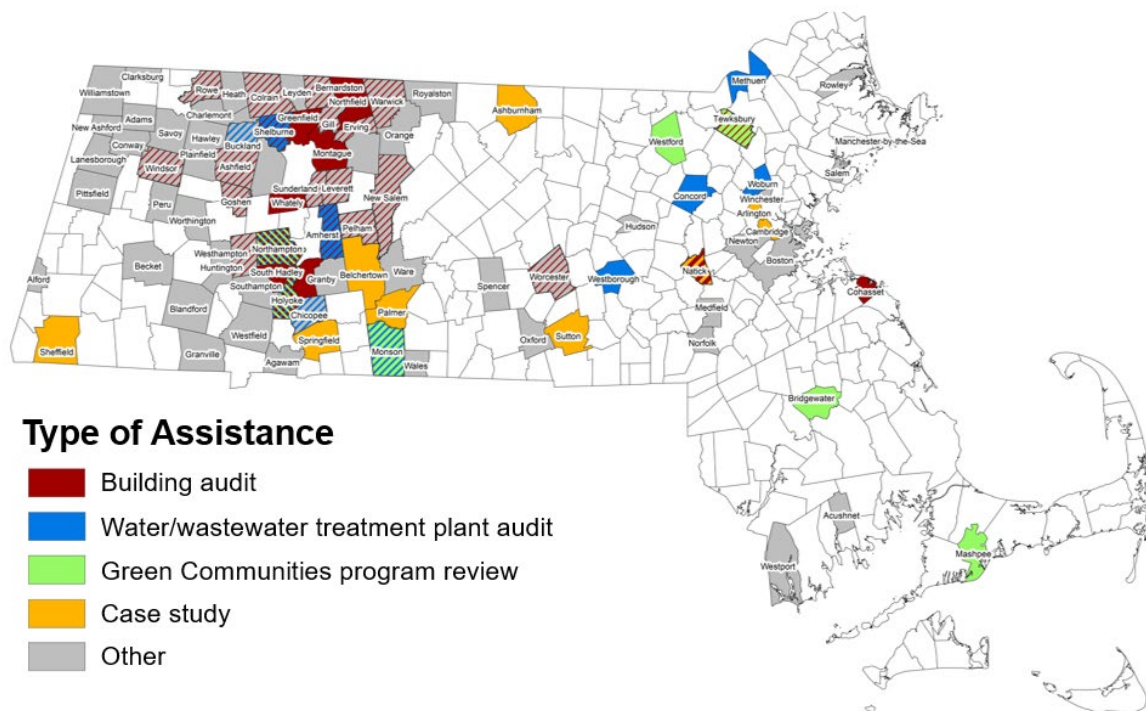 Clarksburg
Williamstown
Rowe
Heath
Colrain
Leyden
Bernardston
Northfield
Warwick
Royalston
Adams
Charlemont
Greenfield
Gill
Erving
Orange
New Ashford
Savoy
Hawley
Buckland
Shelburne
Conway
Plainfield
Montague
Lanesborough
Windsor
Ashfield
Pittsfield
Goshen
Sunderland
Leverett
New Salem
Peru
Whately
Worthington
Amherst
Pelham
Westhampton
Northampton
Huntington
Becket
South Hadley
Granby
Belchertown
Ware
Alford
Southampton
Holyoke
Blandford
Chicopee
Palmer
Westfield
Springfield
Sheffield
Granville
Agawam
Monson
Wales
Ashburnham
Methuen
Rowley
Tewksbury
Westford
Manchester-by-the-Sea
Salem
Woburn
Concord
Winchester
Arlington
Cambridge
Hudson
Newton
Boston
Worcester
Westborough
Natick
Spencer
Cohasset
Medfield
Oxford
Sutton
Norfolk
Bridgewater
Acushnet
Westport
Mashpee
Type of Assistance
Building audit
Water/wastewater treatment plant audit
Green Communities program review
Case study
Other